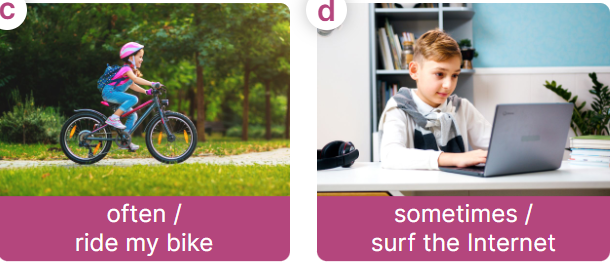 c
often /
ride my bike
d
sometimes /
surf the Internet